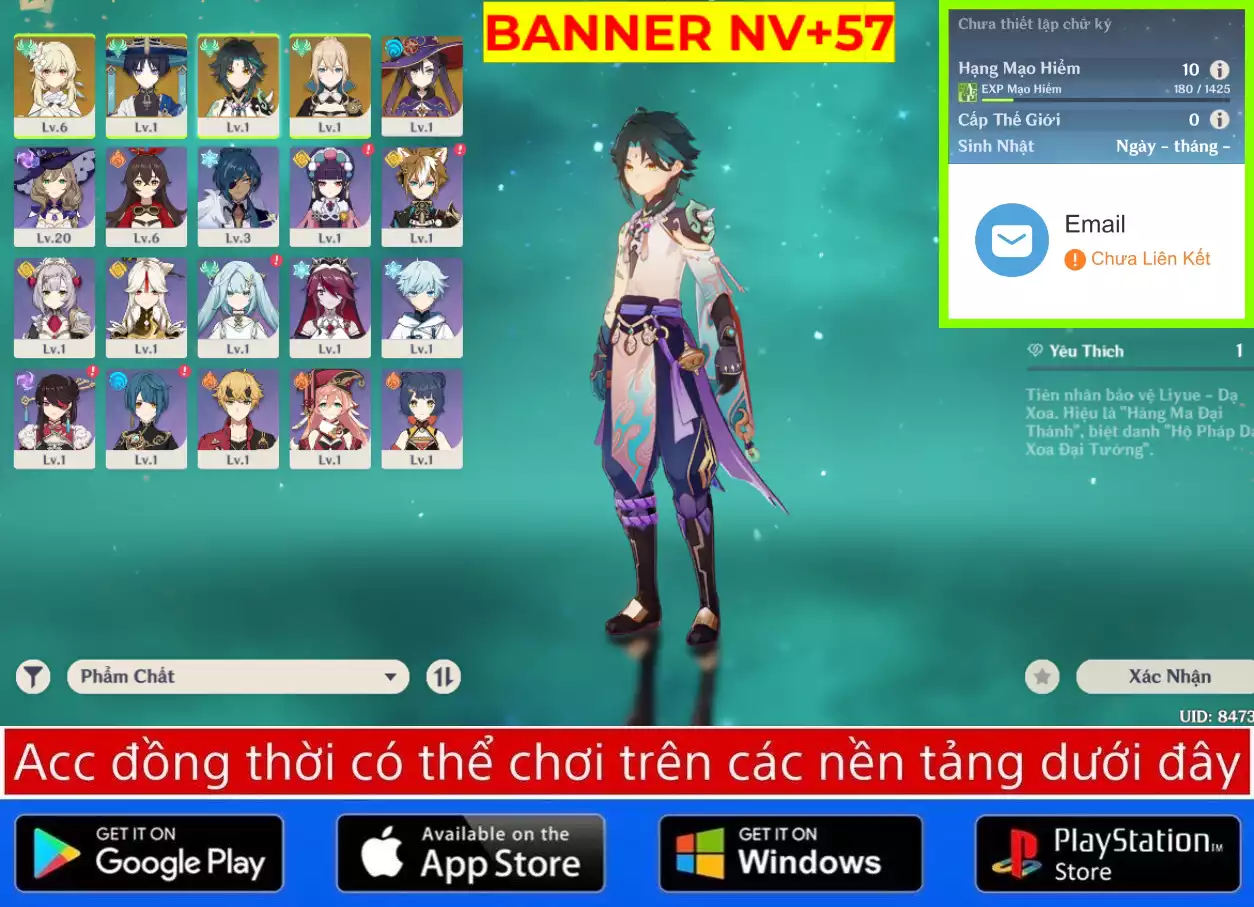 BANNER NV+57
Chưa thiết lập chữ ký
Hạng Mạo Hiểm 10
EXP Mạo Hiểm 180 / 1425
Cấp Thế Giới 0
Sinh Nhật Ngày - tháng -
Email
Chưa Liên Kết
Lv.6 Lv.1 Lv.1 Lv.1 Lv.1
Lv.20 Lv.6 Lv.3 Lv.1 Lv.1
Lv.1 Lv.1 Lv.1 Lv.1 Lv.1
Lv.1 Lv.1 Lv.1 Lv.1 Lv.1
Yêu Thích 1
Tiên nhân bảo vệ Liyue - Dạ
Xoa. Hiệu là "Hàng Ma Đại
Thánh", biệt danh "Hộ Pháp Dạ
Xoa Đại Tướng".
Phẩm Chất
Xác Nhận
UID: 8473
Acc đồng thời có thể chơi trên các nền tảng dưới đây
GET IT ON
Google Play
Available on the
App Store
GET IT ON
Windows
PlayStation TM
Store